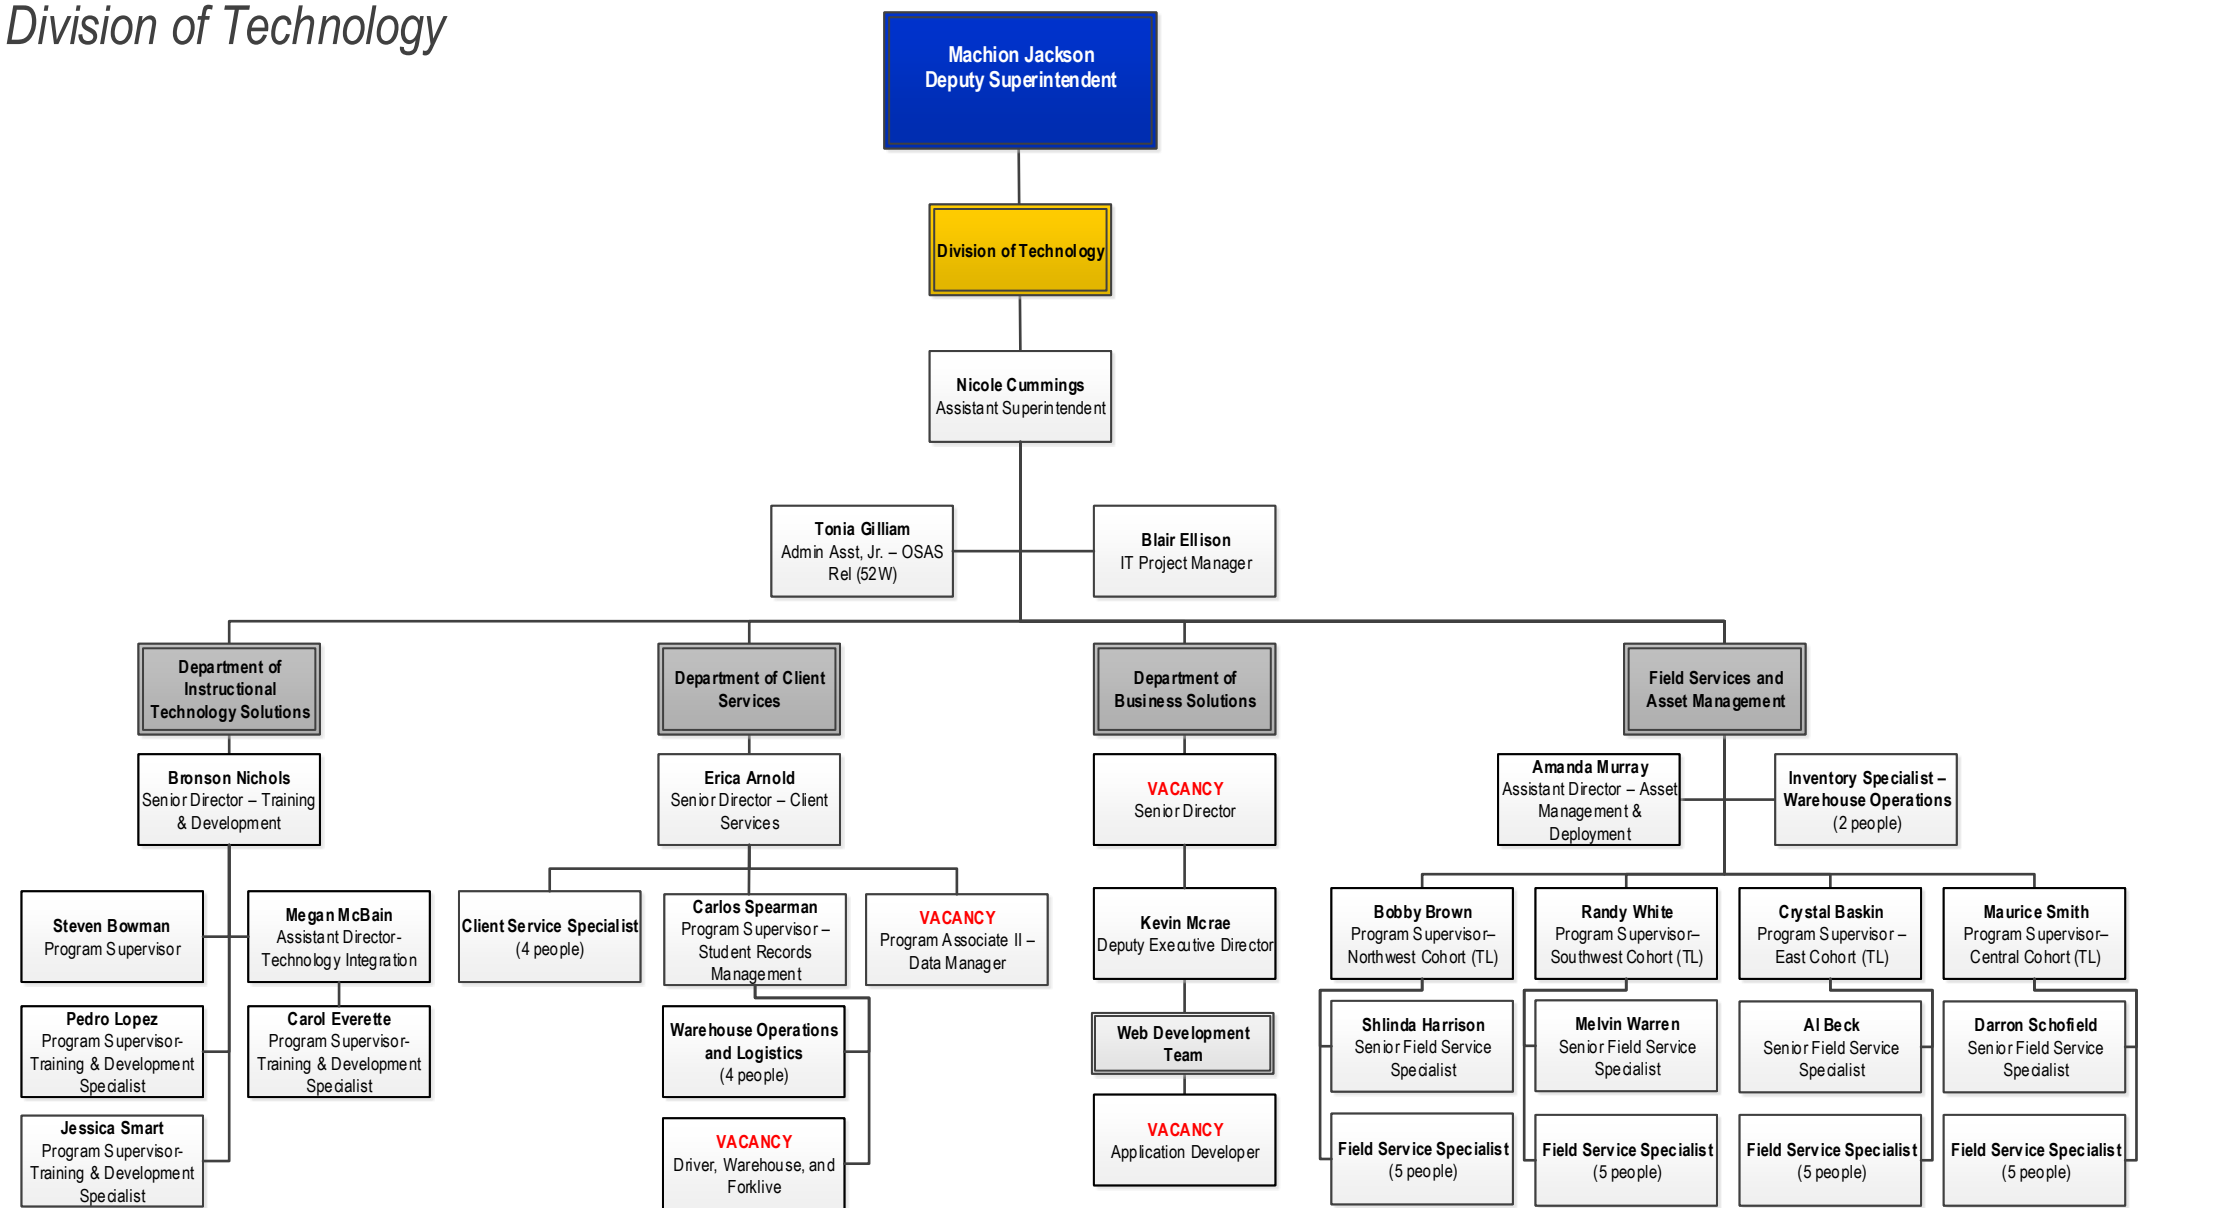 Division of Technology
Machion Jackson
Deputy Superintendent
Division of Technology
Nicole Cummings
Assistant Superintendent
Tonia Gilliam
Admin Asst, Jr. – OSAS
Rel (52W)
Blair Ellison
IT Project Manager
Department of
Instructional
Technology Solutions
Department of Client
Services
Department of
Business Solutions
Field Services and
Asset Management
Bronson Nichols
Senior Director – Training
& Development
Erica Arnold
Senior Director – Client
Services
VACANCY
Senior Director
Amanda Murray
Assistant Director – Asset
Management &
Deployment
Inventory Specialist –
Warehouse Operations
(2 people)
Steven Bowman
Program Supervisor
Megan McBain
Assistant Director-
Technology Integration
Client Service Specialist
(4 people)
Carlos Spearman
Program Supervisor –
Student Records
Management
VACANCY
Program Associate II –
Data Manager
Kevin Mcrae
Deputy Executive Director
Bobby Brown
Program Supervisor–
Northwest Cohort (TL)
Randy White
Program Supervisor–
Southwest Cohort (TL)
Crystal Baskin
Program Supervisor –
East Cohort (TL)
Maurice Smith
Program Supervisor–
Central Cohort (TL)
Pedro Lopez
Program Supervisor-
Training & Development
Specialist
Carol Everette
Program Supervisor-
Training & Development
Specialist
Warehouse Operations
and Logistics
(4 people)
Web Development
Team
Shlinda Harrison
Senior Field Service
Specialist
Melvin Warren
Senior Field Service
Specialist
Al Beck
Senior Field Service
Specialist
Darron Schofield
Senior Field Service
Specialist
Jessica Smart
Program Supervisor-
Training & Development
Specialist
VACANCY
Driver, Warehouse, and
Forklive
VACANCY
Application Developer
Field Service Specialist
(5 people)
Field Service Specialist
(5 people)
Field Service Specialist
(5 people)
Field Service Specialist
(5 people)